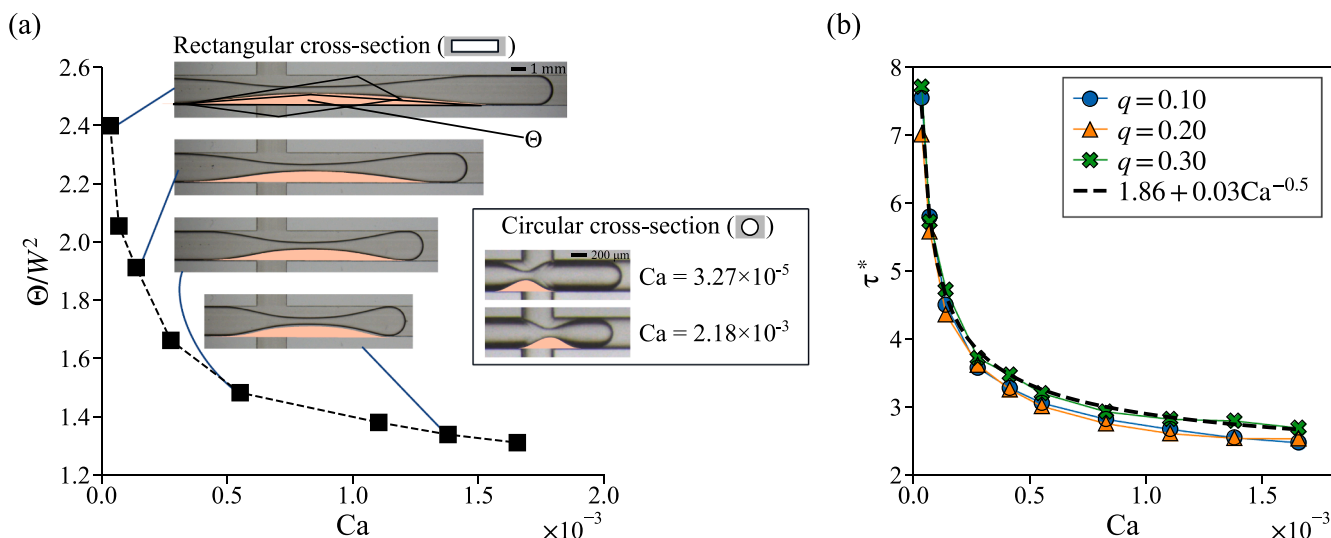 (a)
Rectangular cross-section ( )
1 mm
Θ
Circular cross-section ( )
200 μm
Ca = 3.27×10⁻⁵
Ca = 2.18×10⁻³
2.6
2.4
2.2
2.0
1.8
1.6
1.4
1.2
Θ/W²
0.0 0.5 1.0 1.5 2.0
Ca
×10⁻³
(b)
q = 0.10
q = 0.20
q = 0.30
1.86 + 0.03Ca⁻⁰·⁵
8
7
6
5
4
3
2
τ*
0.0 0.5 1.0 1.5
Ca
×10⁻³